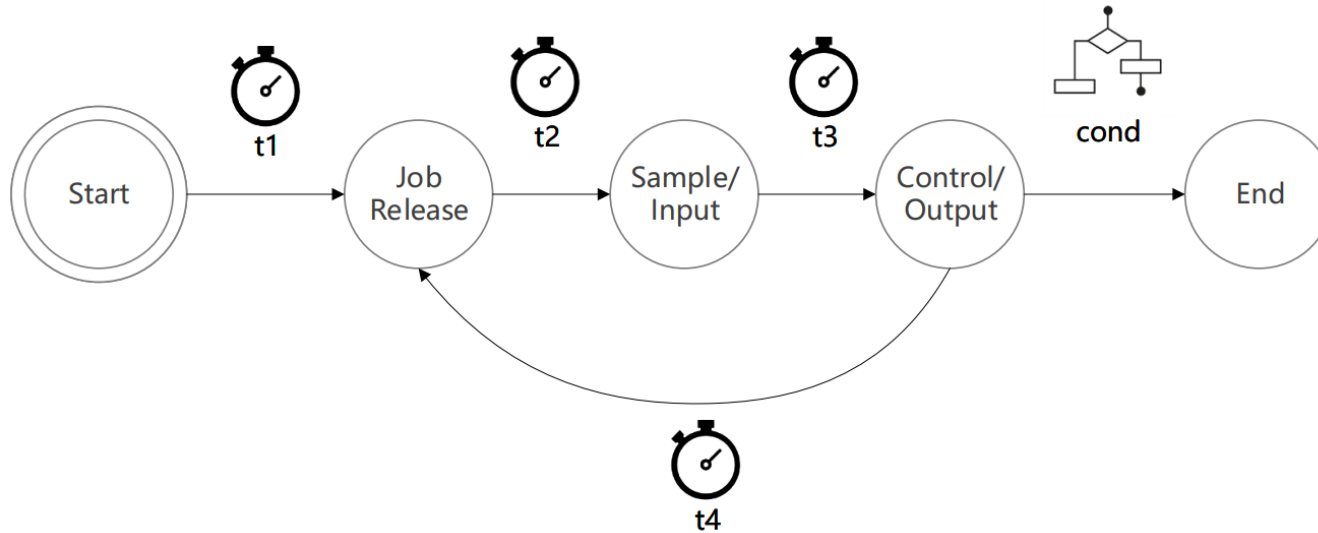 t1
t2
t3
cond
Start
Job
Release
Sample/
Input
Control/
Output
End
t4